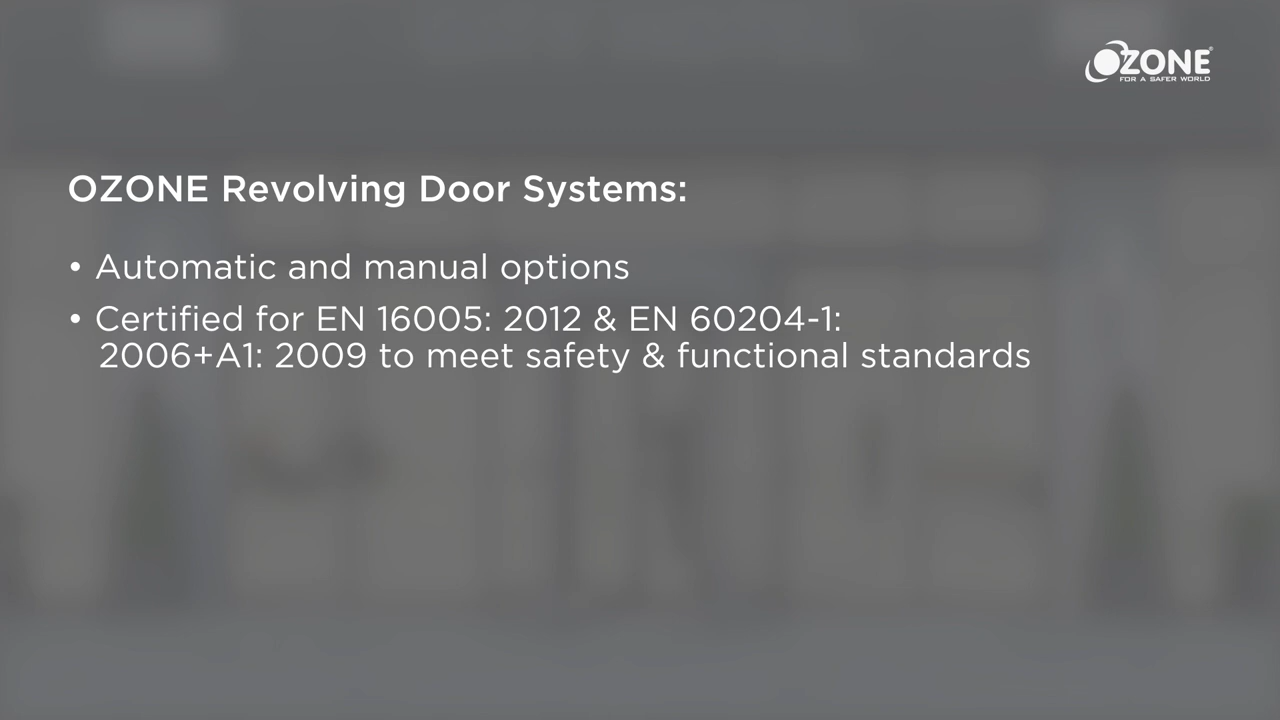 OZONE®
FOR A SAFER WORLD
OZONE Revolving Door Systems:
• Automatic and manual options
• Certified for EN 16005: 2012 & EN 60204-1:
2006+A1: 2009 to meet safety & functional standards